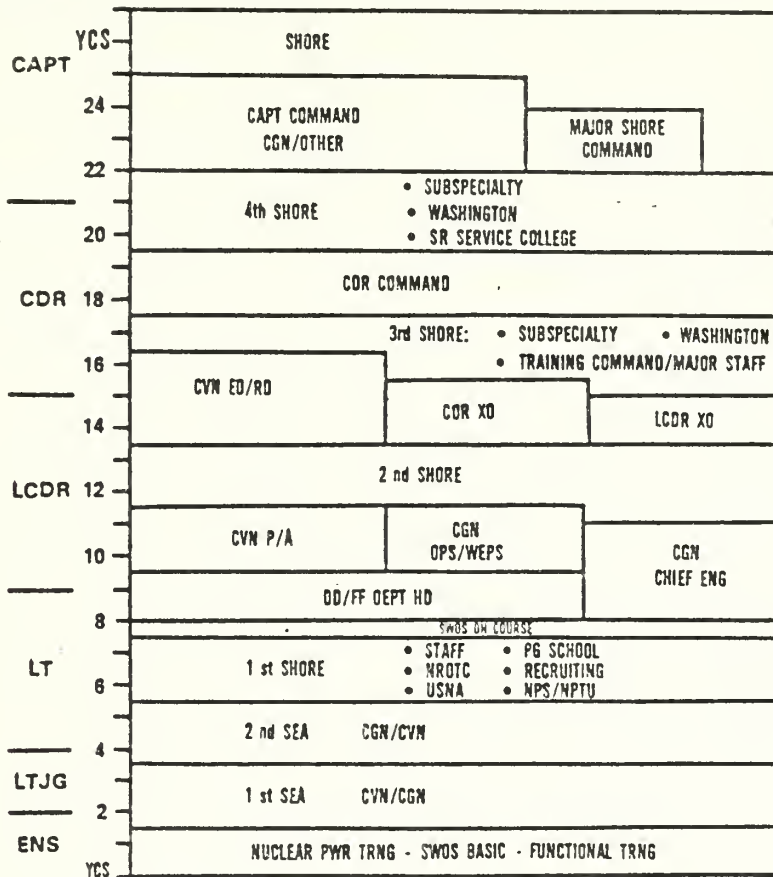 YCS
SHORE
CAPT
24
CAPT COMMAND
CGN/OTHER
MAJOR SHORE
COMMAND
22
4th SHORE
• SUBSPECIALTY
• WASHINGTON
• SR SERVICE COLLEGE
20
CDR
18
CDR COMMAND
3rd SHORE: • SUBSPECIALTY • WASHINGTON
• TRAINING COMMAND/MAJOR STAFF
16
CVN EO/RO
CDR XO
LCDR XO
14
2 nd SHORE
LCDR
12
CVN P/A
CGN
OPS/WEPS
CGN
CHIEF ENG
10
DD/FF DEPT HD
8
SWOS DH COURSE
LT
1 st SHORE
• STAFF • PG SCHOOL
• NROTC • RECRUITING
• USNA • NPS/NPTU
6
2 nd SEA CGN/CVN
4
LTJG
1 st SEA CVN/CGN
2
ENS
NUCLEAR PWR TRNG - SWOS BASIC - FUNCTIONAL TRNG
YCS